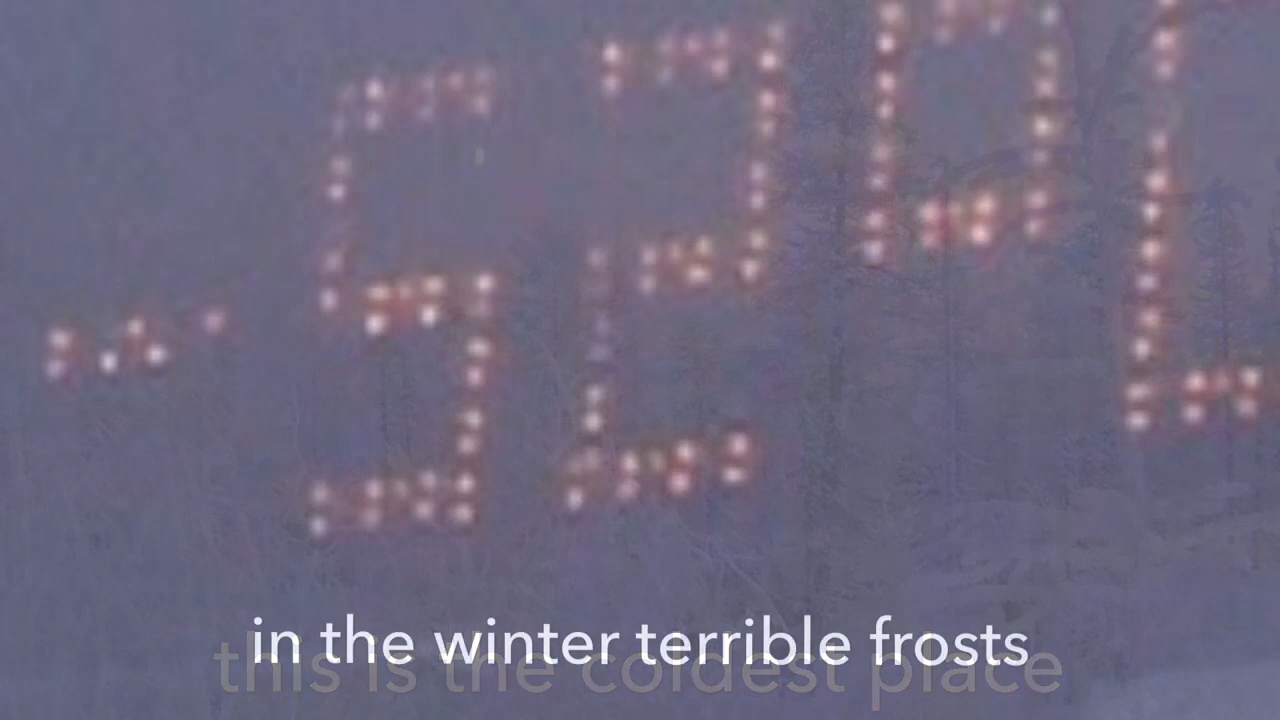 -52°C
in the winter terrible frosts
this is the coldest place